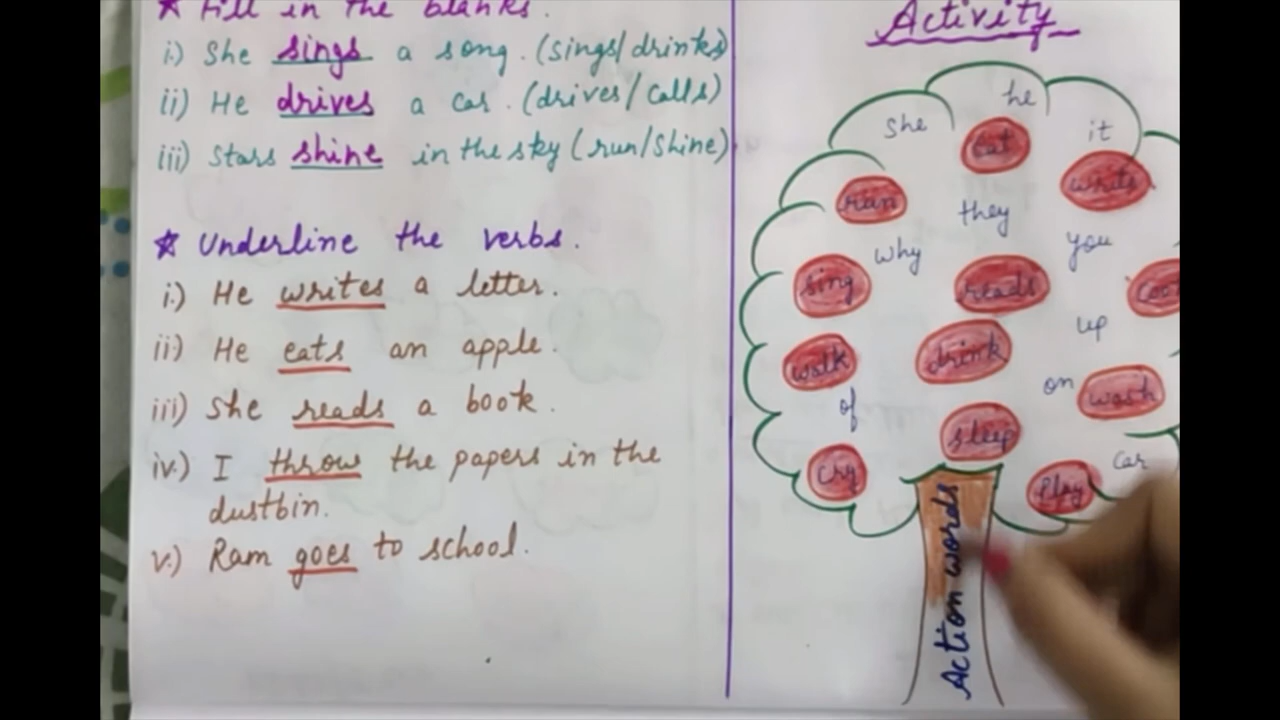 ★ Fill in the blanks.
i.) She sings a song. (sings/drinks)
ii) He drives a car. (drives/calls)
iii) Stars shine in the sky (run/shine)
★ Underline the verbs.
i.) He writes a letter.
ii) He eats an apple.
iii) She reads a book.
iv.) I throw the papers in the
dustbin.
v.) Ram goes to school.
Activity
he
she
eat
it
write
run
they
why
you
sing
reads
up
walk
drink
on
wash
of
sleep
car
cry
Play
Action words